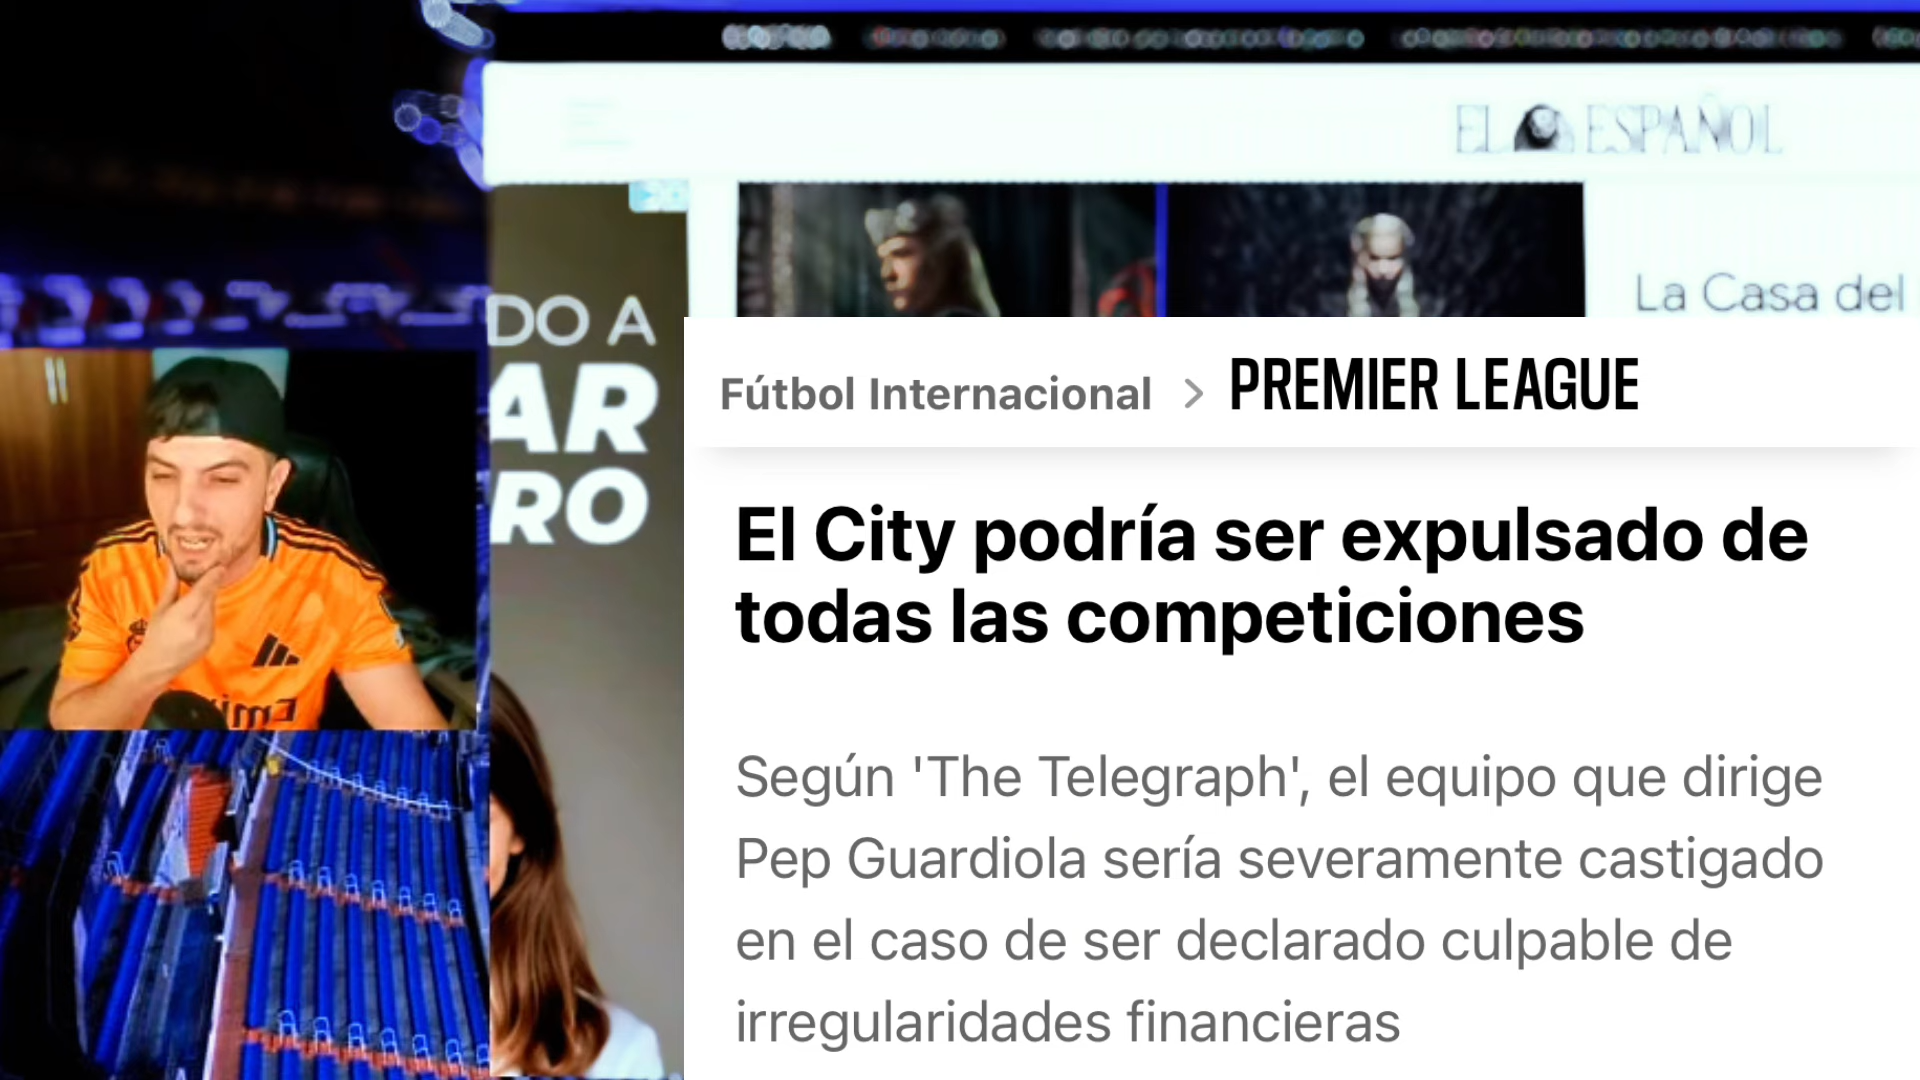 EL ESPAÑOL
La Casa del
DO A
AR
RO
Fútbol Internacional > PREMIER LEAGUE
El City podría ser expulsado de
todas las competiciones
Según 'The Telegraph', el equipo que dirige
Pep Guardiola sería severamente castigado
en el caso de ser declarado culpable de
irregularidades financieras